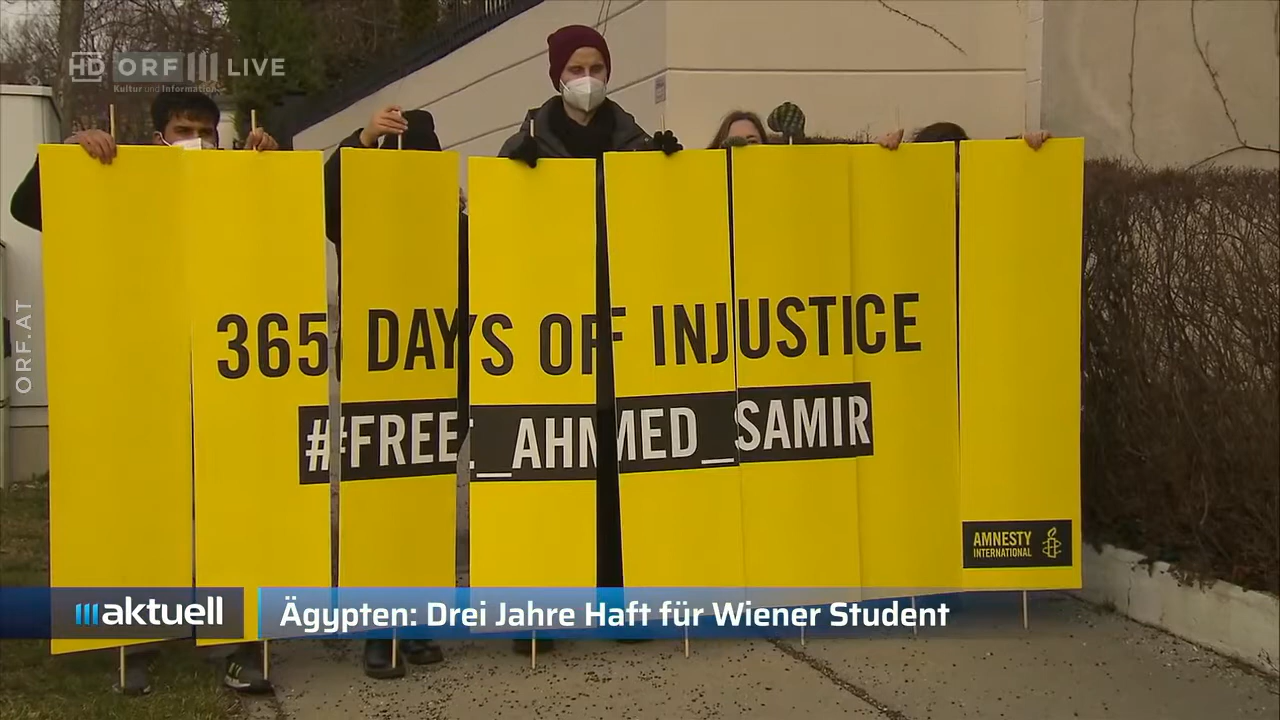 HD ORF III LIVE
Kultur und Information
ORF.AT
365 DAYS OF INJUSTICE
#FREE_AHMED_SAMIR
AMNESTY
INTERNATIONAL
III aktuell
Ägypten: Drei Jahre Haft für Wiener Student